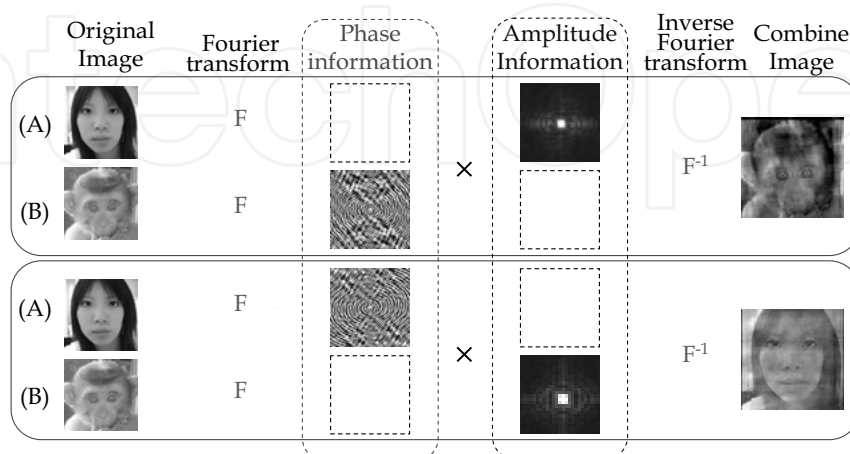 Original
Image
Fourier
transform
Phase
information
Amplitude
Information
Inverse
Fourier
transform
Combine
Image
(A)
F
×
F-1
(B)
F
(A)
F
×
F-1
(B)
F